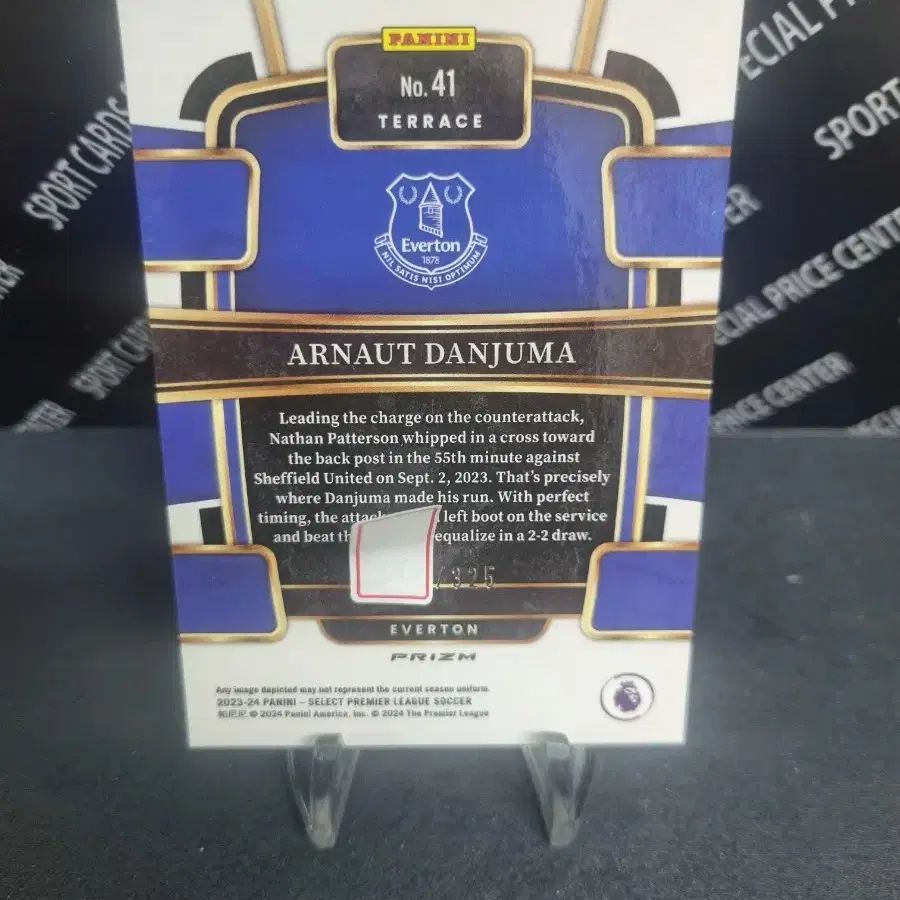 PANINI
No. 41
TERRACE
Everton
1878
NIL SATIS NISI OPTIMUM
ARNAUT DANJUMA
Leading the charge on the counterattack,
Nathan Patterson whipped in a cross toward
the back post in the 55th minute against
Sheffield United on Sept. 2, 2023. That's precisely
where Danjuma made his run. With perfect
timing, the left boot on the service
and beat equalize in a 2-2 draw.
/325
EVERTON
PRIZM
Any image depicted may not represent the current season uniform.
2023-24 PANINI – SELECT PREMIER LEAGUE SOCCER
© 2024 Panini America, Inc. © 2024 The Premier League
SPORT CARDS
SPORT
PRICE CENTER